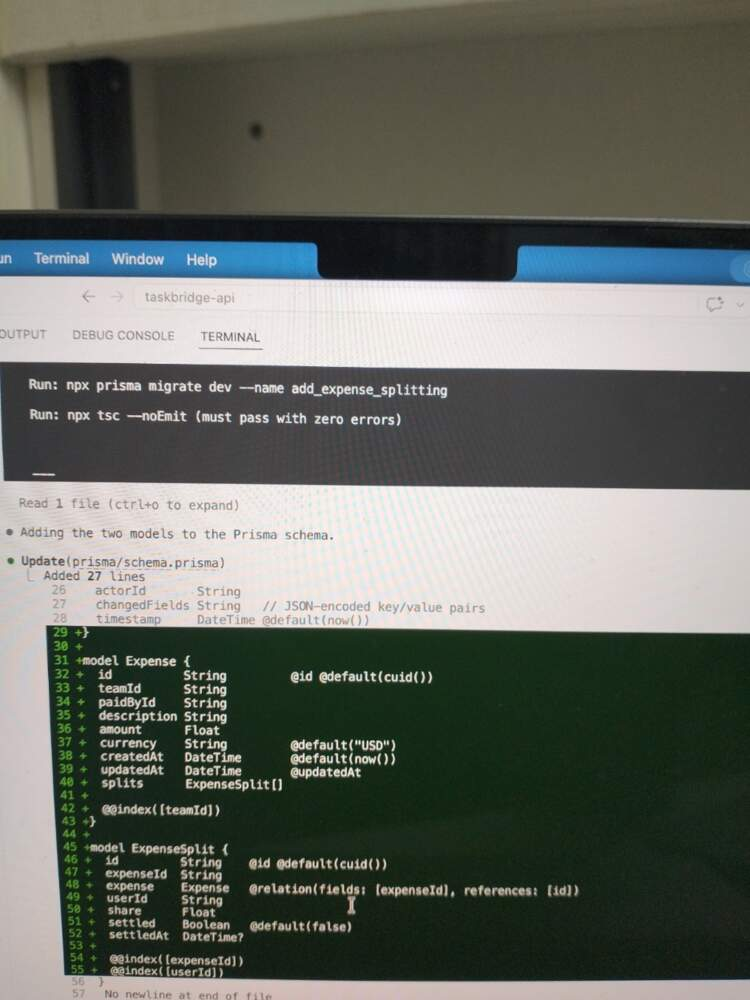 Terminal Window Help
taskbridge-api
OUTPUT DEBUG CONSOLE TERMINAL
Run: npx prisma migrate dev --name add_expense_splitting
Run: npx tsc --noEmit (must pass with zero errors)
Read 1 file (ctrl+o to expand)
● Adding the two models to the Prisma schema.
● Update(prisma/schema.prisma)
└ Added 27 lines
26 actorId String
27 changedFields String // JSON-encoded key/value pairs
28 timestamp DateTime @default(now())
29 +}
30 +
31 +model Expense {
32 + id String @id @default(cuid())
33 + teamId String
34 + paidById String
35 + description String
36 + amount Float
37 + currency String @default("USD")
38 + createdAt DateTime @default(now())
39 + updatedAt DateTime @updatedAt
40 + splits ExpenseSplit[]
41 +
42 + @@index([teamId])
43 +}
44 +
45 +model ExpenseSplit {
46 + id String @id @default(cuid())
47 + expenseId String
48 + expense Expense @relation(fields: [expenseId], references: [id])
49 + userId String
50 + share Float
51 + settled Boolean @default(false)
52 + settledAt DateTime?
53 +
54 + @@index([expenseId])
55 + @@index([userId])
56 }
57 No newline at end of file